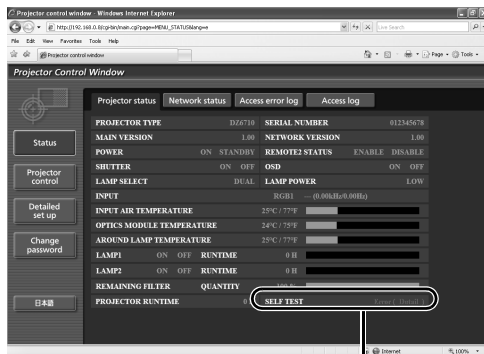 Projector control window - Windows Internet Explorer
http://192.168.0.8/cgi-bin/main.cgi?page=MENU_STATUS&lang=e
Live Search
File Edit View Favorites Tools Help
Projector control window
Page Tools
Projector Control Window
Projector status Network status Access error log Access log
PROJECTOR TYPE DZ6710 SERIAL NUMBER 012345678
MAIN VERSION 1.00 NETWORK VERSION 1.00
POWER ON STANDBY REMOTE2 STATUS ENABLE DISABLE
SHUTTER ON OFF OSD ON OFF
LAMP SELECT DUAL LAMP POWER LOW
INPUT RGB1 — (0.00kHz/0.00Hz)
INPUT AIR TEMPERATURE 25°C / 77°F
OPTICS MODULE TEMPERATURE 24°C / 75°F
AROUND LAMP TEMPERATURE 25°C / 77°F
LAMP1 ON OFF RUNTIME 0 H
LAMP2 ON OFF RUNTIME 0 H
REMAINING FILTER QUANTITY 100 %
PROJECTOR RUNTIME 0 SELF TEST Error [ Detail ]
Status
Projector
control
Detailed
set up
Change
password
日本語
Internet 100%